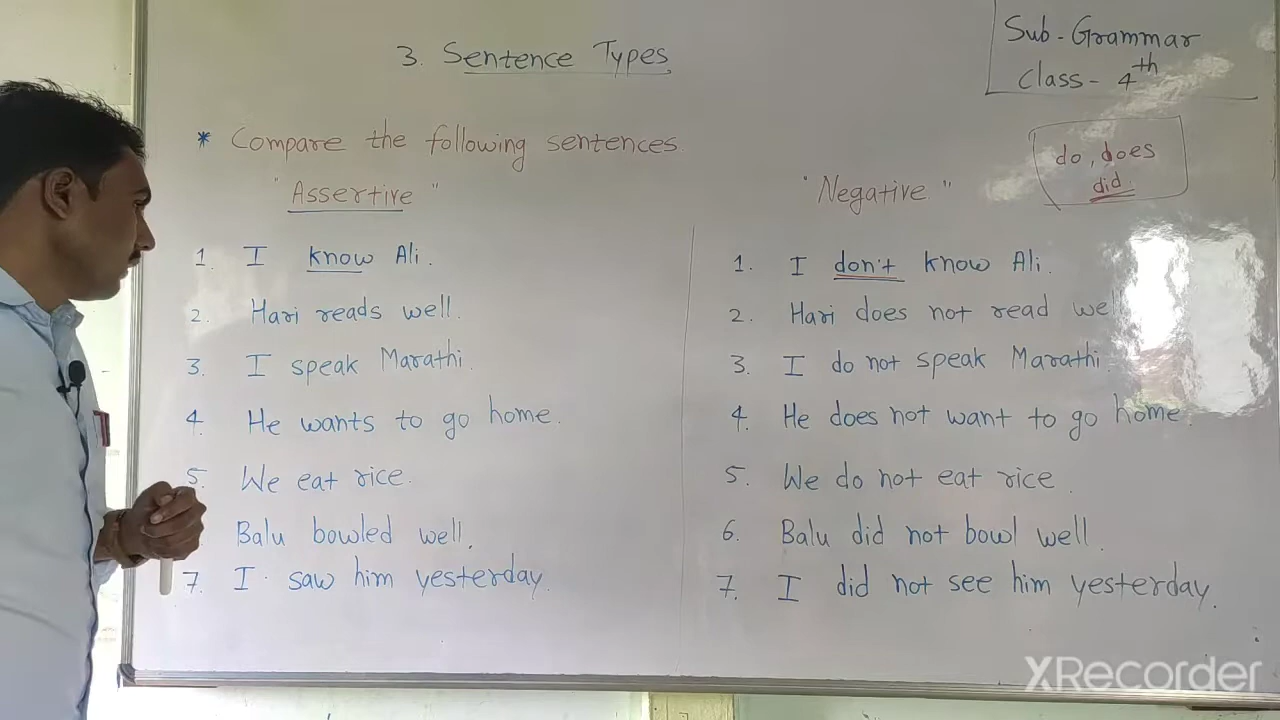 Sub - Grammar
Class - 4th
3. Sentence Types
* Compare the following sentences.
do, does
did.
"Assertive"
"Negative."
1. I know Ali.
2. Hari reads well.
3. I speak Marathi.
4. He wants to go home.
5. We eat rice.
Balu bowled well.
7. I saw him yesterday.
1. I don't know Ali.
2. Hari does not read well
3. I do not speak Marathi.
4. He does not want to go home.
5. We do not eat rice.
6. Balu did not bowl well.
7. I did not see him yesterday.
XRecorder